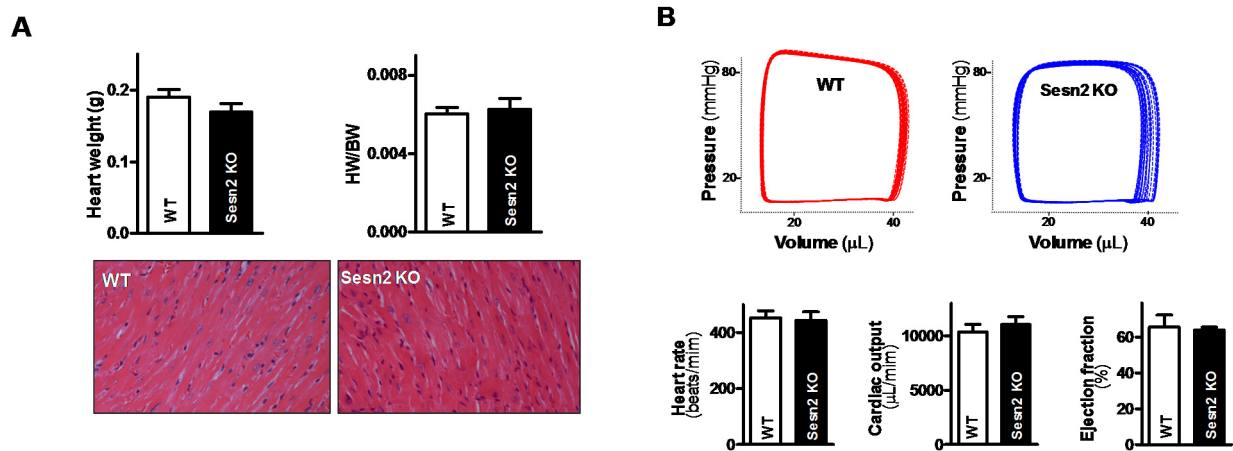 A
Heart weight (g)
0.2
0.1
0.0
WT
Sesn2 KO
HW/BW
0.008
0.004
0.000
WT
Sesn2 KO
WT
Sesn2 KO
B
Pressure (mmHg)
80
20
WT
20
40
Volume (μL)
Pressure (mmHg)
80
20
Sesn2 KO
20
40
Volume (μL)
Heart rate
(beats/mim)
400
200
0
WT
Sesn2 KO
Cardiac output
(μL/mim)
10000
5000
0
WT
Sesn2 KO
Ejection fraction
(%)
60
40
20
0
WT
Sesn2 KO